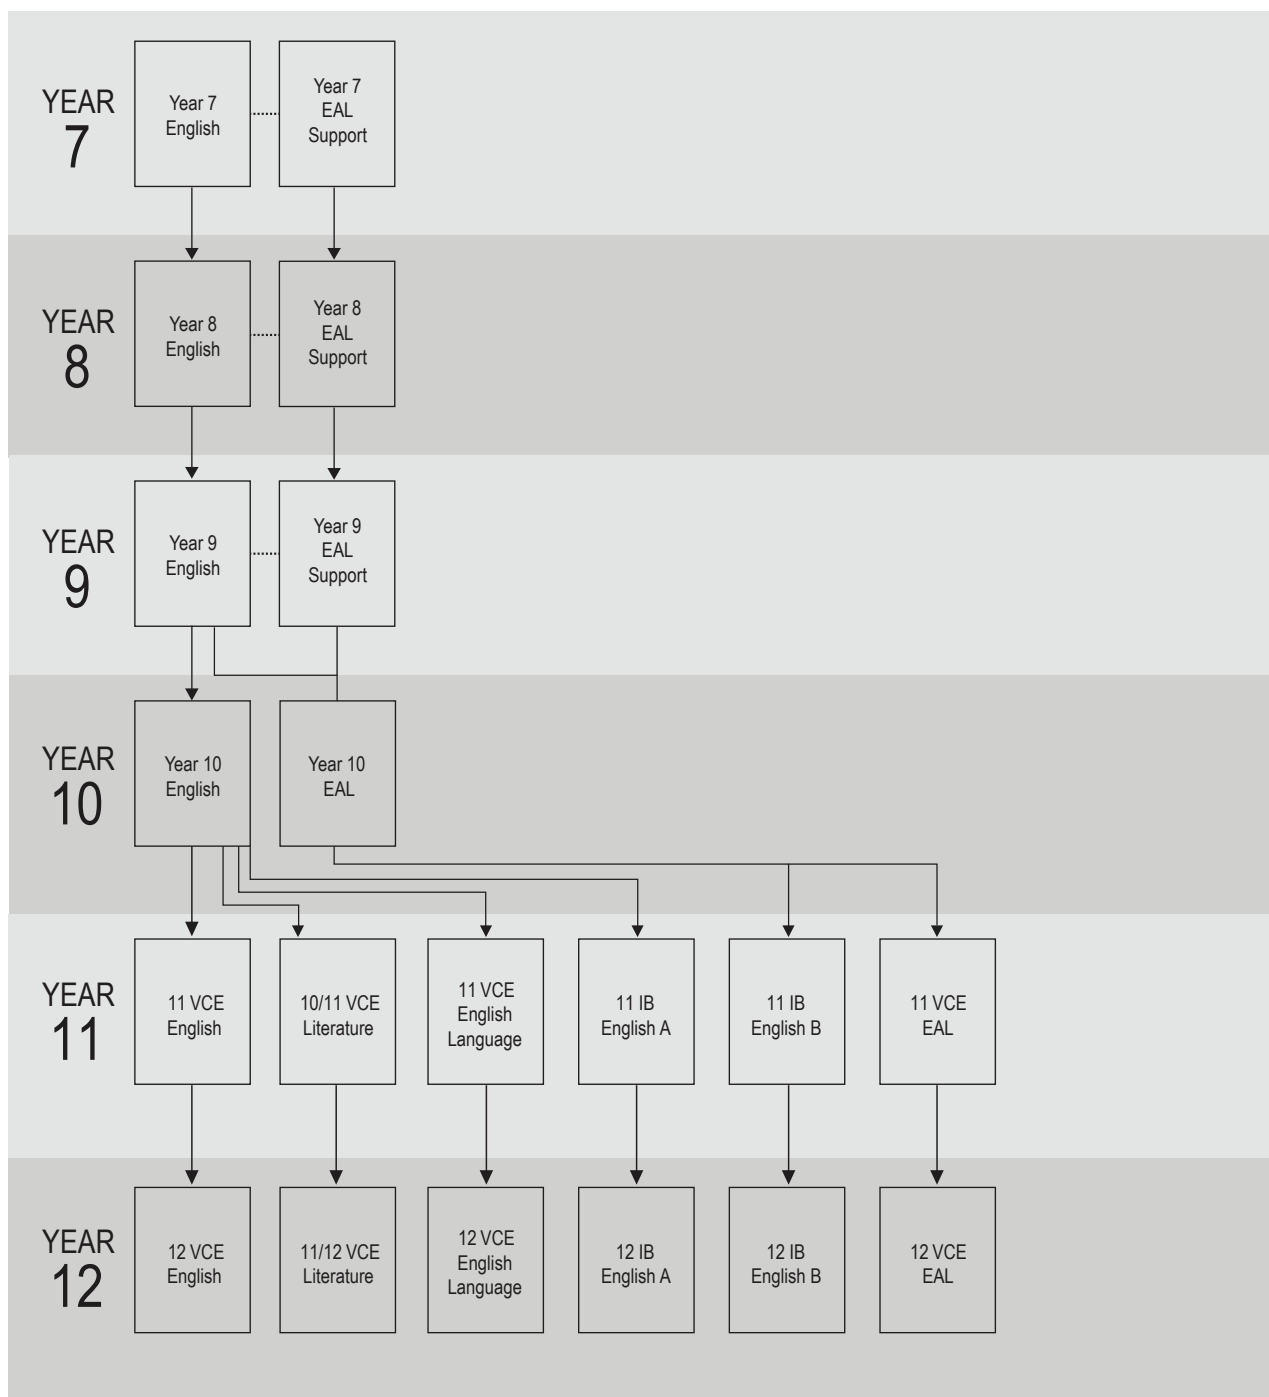 YEAR
7
Year 7
English
Year 7
EAL
Support
YEAR
8
Year 8
English
Year 8
EAL
Support
YEAR
9
Year 9
English
Year 9
EAL
Support
YEAR
10
Year 10
English
Year 10
EAL
YEAR
11
11 VCE
English
10/11 VCE
Literature
11 VCE
English
Language
11 IB
English A
11 IB
English B
11 VCE
EAL
YEAR
12
12 VCE
English
11/12 VCE
Literature
12 VCE
English
Language
12 IB
English A
12 IB
English B
12 VCE
EAL